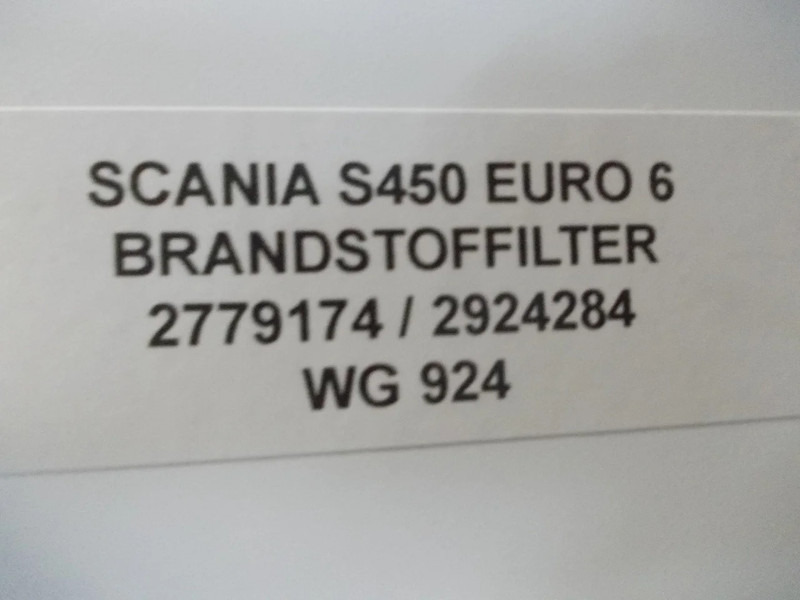 SCANIA S450 EURO 6
BRANDSTOFFILTER
2779174 / 2924284
WG 924